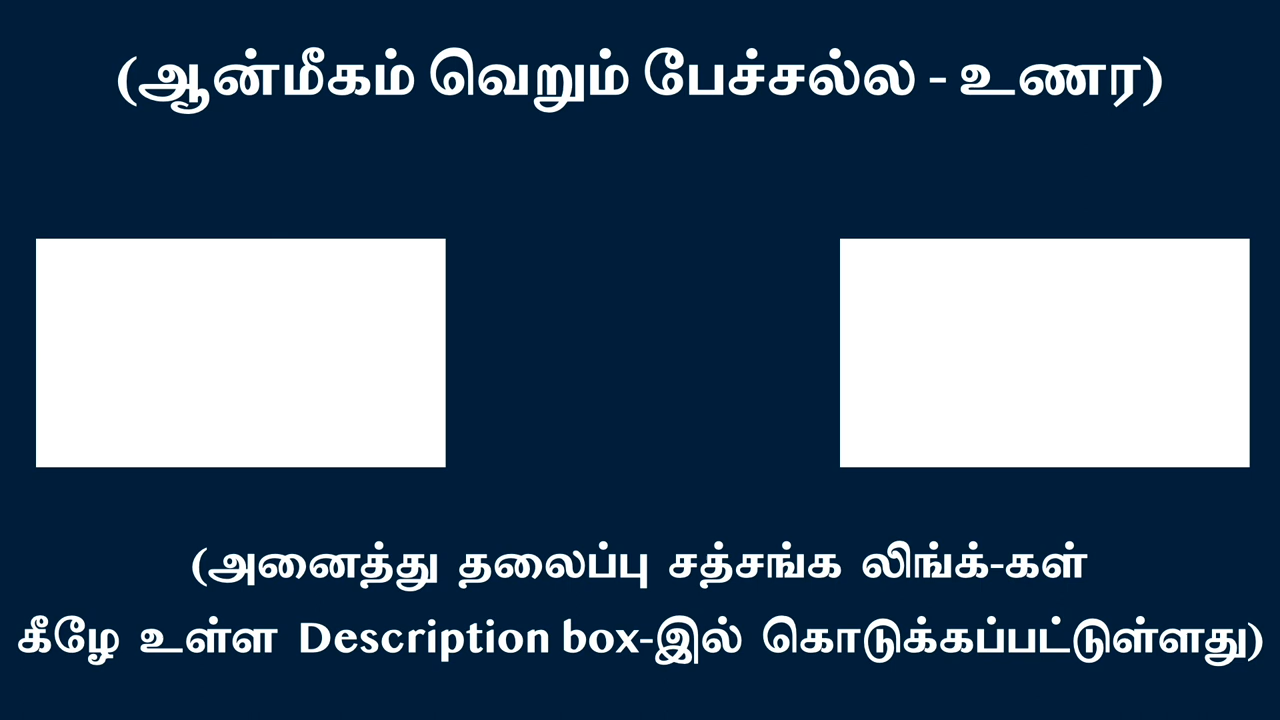 (ஆன்மீகம் வெறும் பேச்சல்ல - உணர)
(அனைத்து தலைப்பு சத்சங்க லிங்க்-கள்
கீழே உள்ள Description box-இல் கொடுக்கப்பட்டுள்ளது)